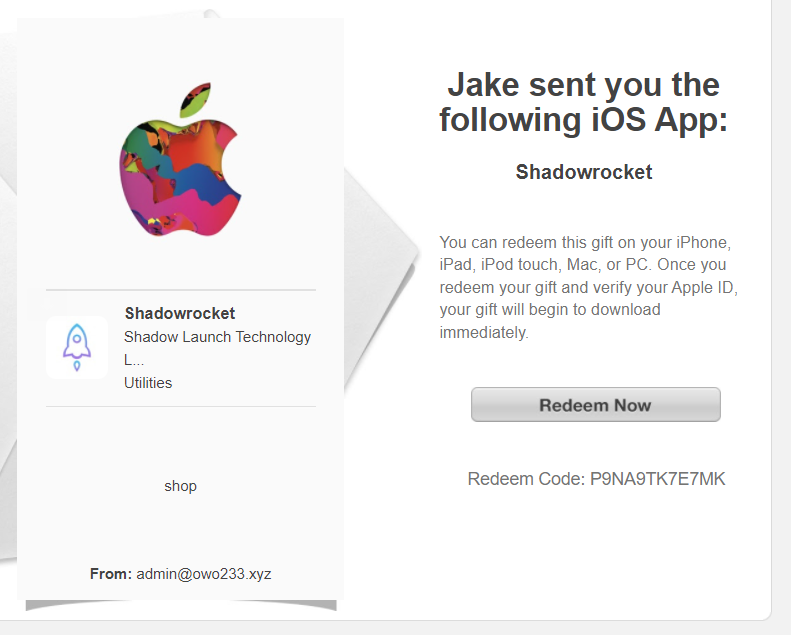 Shadowrocket
Shadow Launch Technology
L...
Utilities
shop
From: admin@owo233.xyz
Jake sent you the
following iOS App:
Shadowrocket
You can redeem this gift on your iPhone,
iPad, iPod touch, Mac, or PC. Once you
redeem your gift and verify your Apple ID,
your gift will begin to download
immediately.
Redeem Now
Redeem Code: P9NA9TK7E7MK